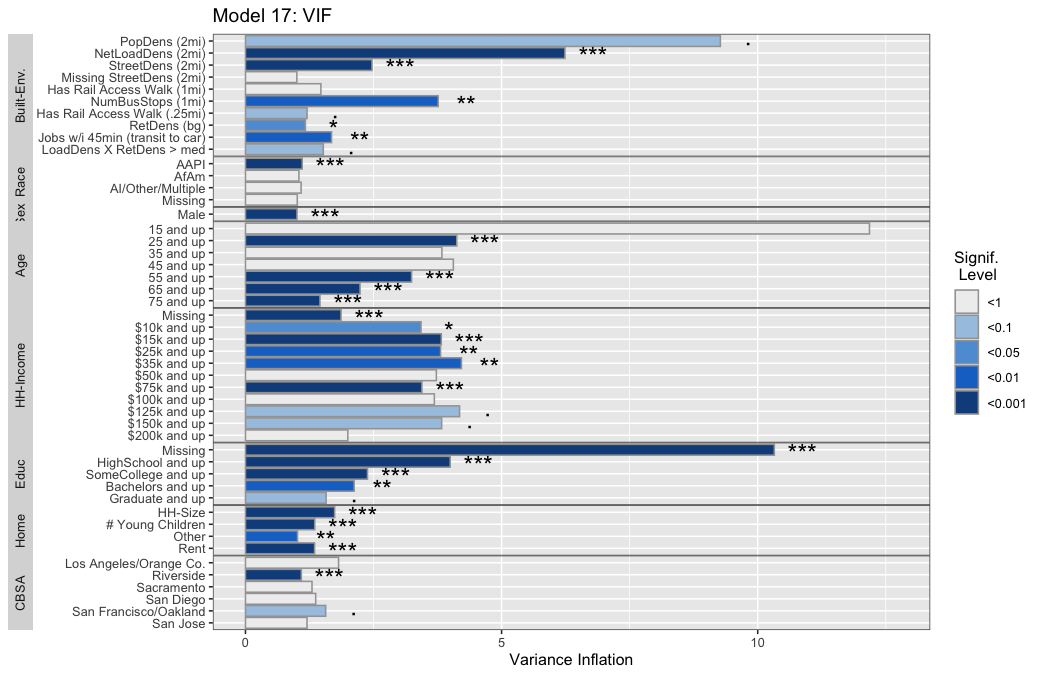 Model 17: VIF
Built-Env.
PopDens (2mi)
.
NetLoadDens (2mi)
***
StreetDens (2mi)
***
Missing StreetDens (2mi)
Has Rail Access Walk (1mi)
NumBusStops (1mi)
**
Has Rail Access Walk (.25mi)
.
RetDens (bg)
*
Jobs w/i 45min (transit to car)
**
LoadDens X RetDens > med
.
Race
AAPI
***
AfAm
AI/Other/Multiple
Missing
Sex
Male
***
Age
15 and up
25 and up
***
35 and up
45 and up
55 and up
***
65 and up
***
75 and up
***
HH-Income
Missing
***
$10k and up
*
$15k and up
***
$25k and up
**
$35k and up
**
$50k and up
$75k and up
***
$100k and up
$125k and up
.
$150k and up
.
$200k and up
Educ
Missing
***
HighSchool and up
***
SomeCollege and up
***
Bachelors and up
**
Graduate and up
.
Home
HH-Size
***
# Young Children
***
Other
**
Rent
***
CBSA
Los Angeles/Orange Co.
Riverside
***
Sacramento
San Diego
San Francisco/Oakland
.
San Jose
0
5
10
Variance Inflation
Signif.
Level
<1
<0.1
<0.05
<0.01
<0.001